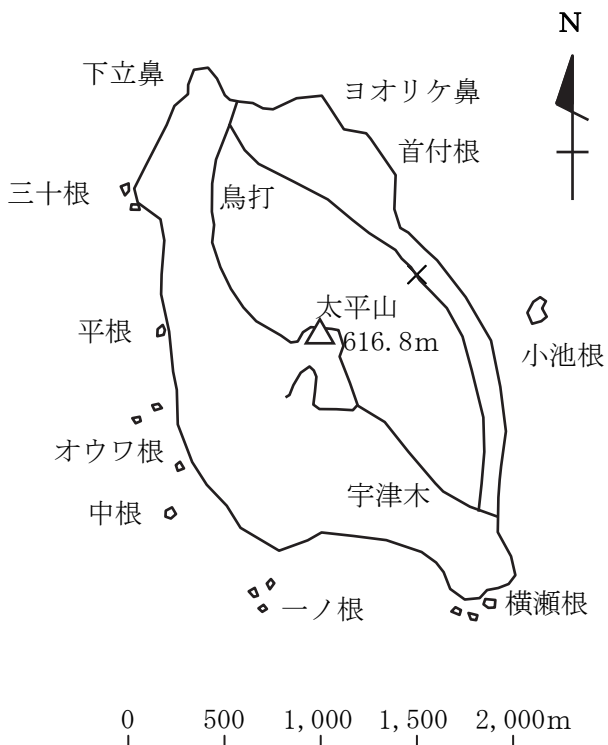 N
下立鼻
ヨオリケ鼻
首付根
三十根
鳥打
太平山
616.8m
平根
小池根
オウワ根
宇津木
中根
一ノ根
横瀬根
0 500 1,000 1,500 2,000m